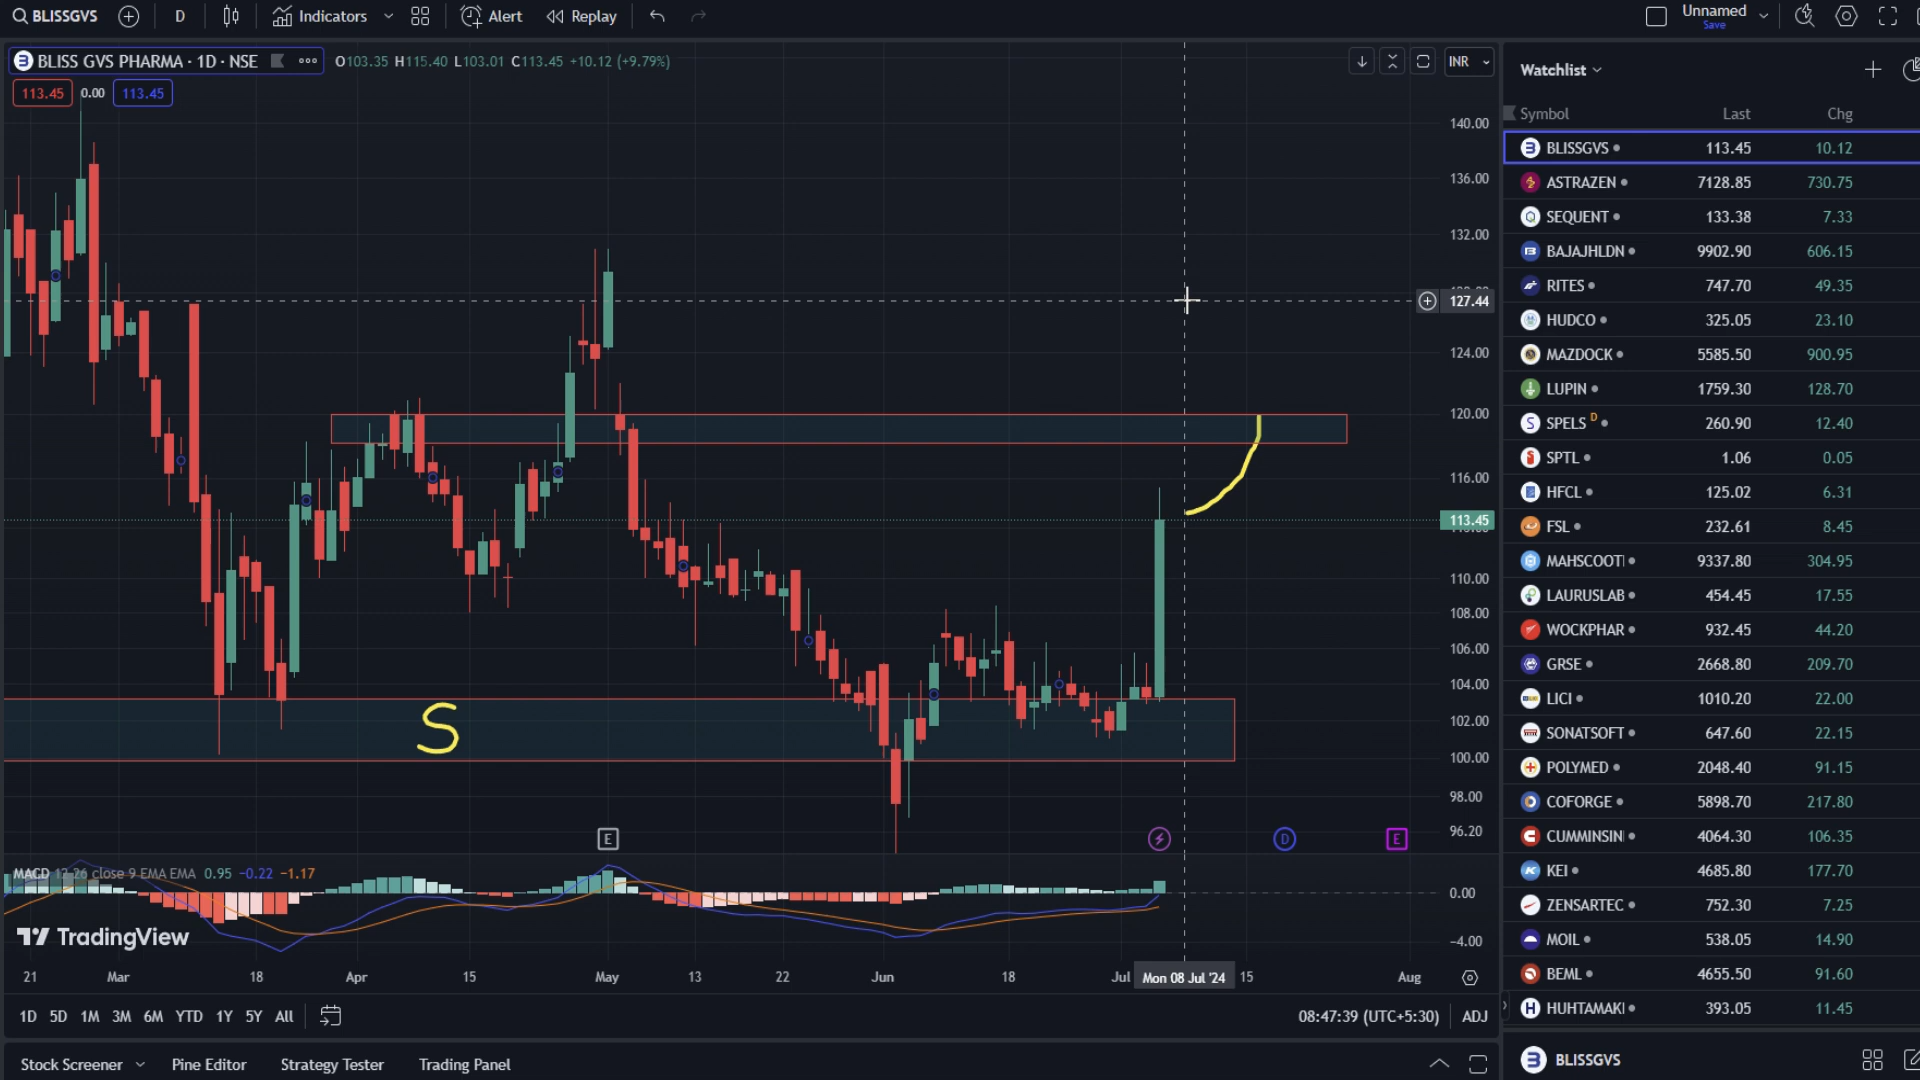 BLISSGVS D Indicators Alert Replay Unnamed
Save
BLISS GVS PHARMA · 1D · NSE O103.35 H115.40 L103.01 C113.45 +10.12 (+9.79%) INR
113.45 0.00 113.45
140.00
136.00
132.00
127.44
124.00
120.00
116.00
113.45
110.00
108.00
106.00
104.00
102.00
100.00
98.00
96.20
S
E D E
MACD 12 26 close 9 EMA EMA 0.95 −0.22 −1.17
0.00
−4.00
TradingView
21 Mar 18 Apr 15 May 13 22 Jun 18 Jul Mon 08 Jul '24 15 Aug
1D 5D 1M 3M 6M YTD 1Y 5Y All 08:47:39 (UTC+5:30) ADJ
Stock Screener Pine Editor Strategy Tester Trading Panel
Watchlist
Symbol Last Chg
BLISSGVS 113.45 10.12
ASTRAZEN 7128.85 730.75
SEQUENT 133.38 7.33
BAJAJHLDN 9902.90 606.15
RITES 747.70 49.35
HUDCO 325.05 23.10
MAZDOCK 5585.50 900.95
LUPIN 1759.30 128.70
SPELS D 260.90 12.40
SPTL 1.06 0.05
HFCL 125.02 6.31
FSL 232.61 8.45
MAHSCOOT 9337.80 304.95
LAURUSLAB 454.45 17.55
WOCKPHAR 932.45 44.20
GRSE 2668.80 209.70
LICI 1010.20 22.00
SONATSOFT 647.60 22.15
POLYMED 2048.40 91.15
COFORGE 5898.70 217.80
CUMMINSIN 4064.30 106.35
KEI 4685.80 177.70
ZENSARTEC 752.30 7.25
MOIL 538.05 14.90
BEML 4655.50 91.60
HUHTAMAKI 393.05 11.45
BLISSGVS